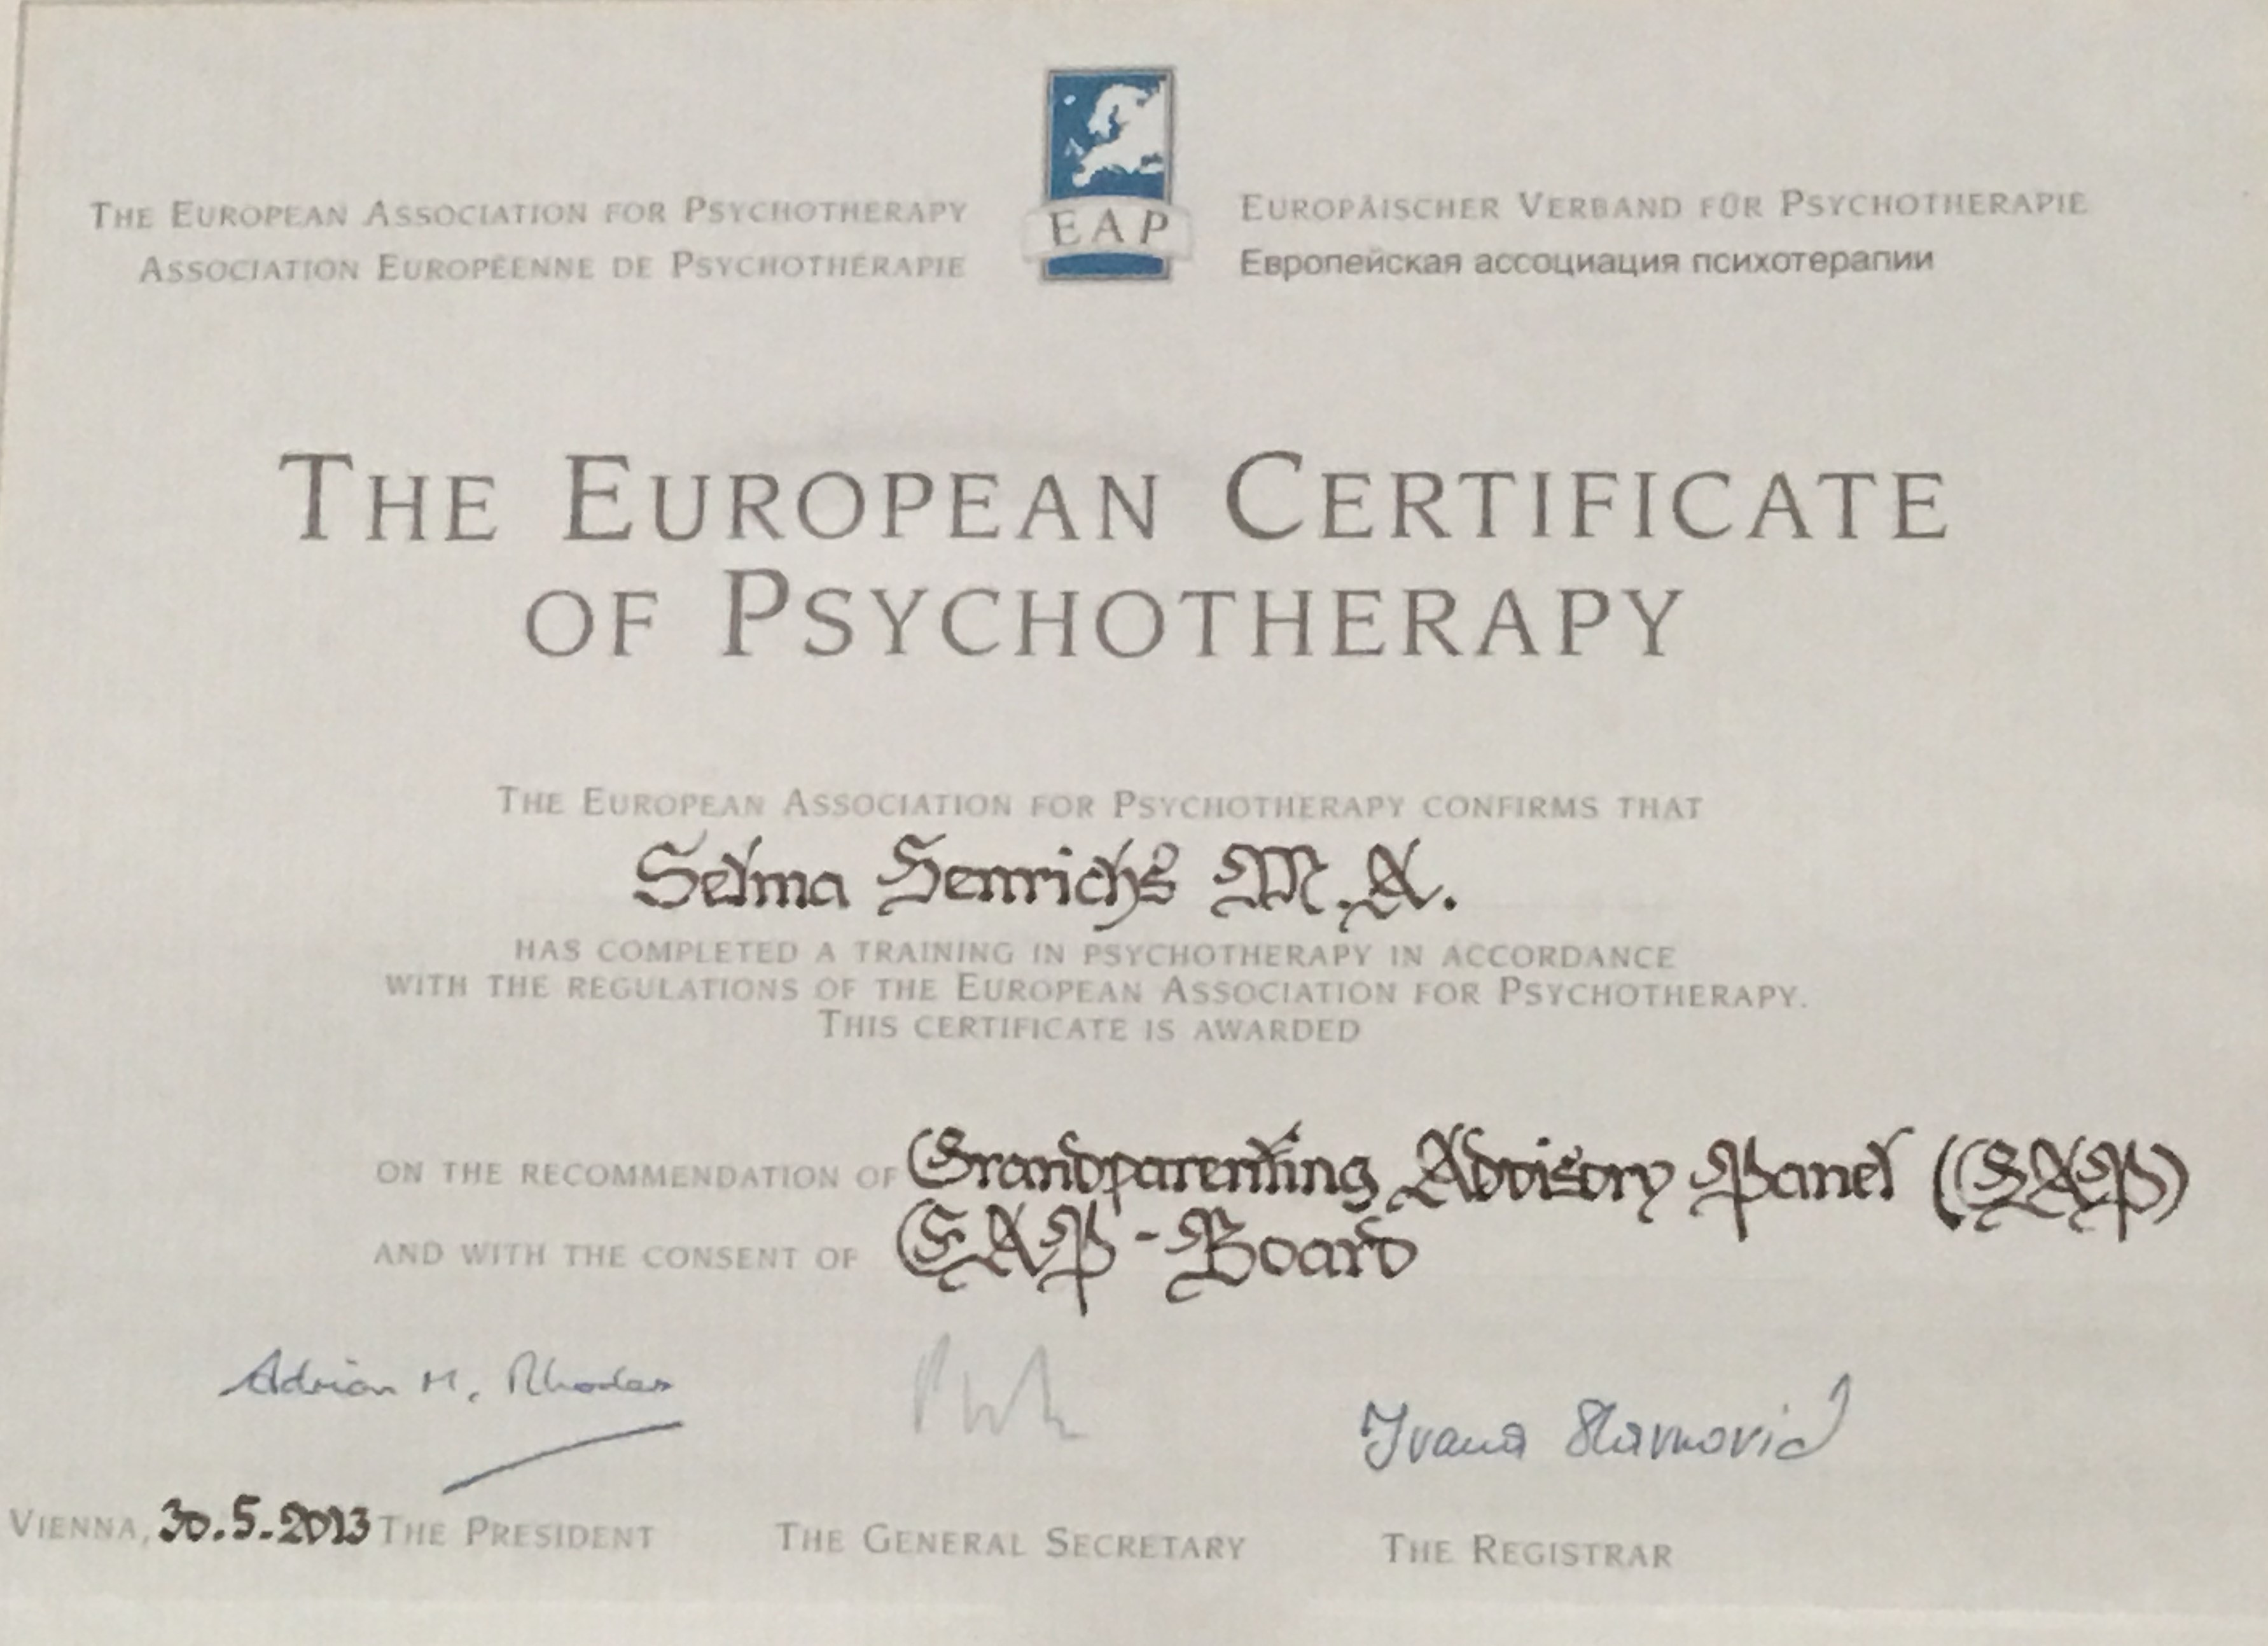 THE EUROPEAN ASSOCIATION FOR PSYCHOTHERAPY
ASSOCIATION EUROPÉENNE DE PSYCHOTHÉRAPIE
EAP
EUROPÄISCHER VERBAND FÜR PSYCHOTHERAPIE
Европейская ассоциация психотерапии
THE EUROPEAN CERTIFICATE
OF PSYCHOTHERAPY
THE EUROPEAN ASSOCIATION FOR PSYCHOTHERAPY CONFIRMS THAT
Selma Henrichs M.A.
HAS COMPLETED A TRAINING IN PSYCHOTHERAPY IN ACCORDANCE
WITH THE REGULATIONS OF THE EUROPEAN ASSOCIATION FOR PSYCHOTHERAPY.
THIS CERTIFICATE IS AWARDED
ON THE RECOMMENDATION OF Grandparenting Advisory Panel (EAP)
AND WITH THE CONSENT OF EAP-Board
Adrian M. Rhodes
Ivana Slavković
VIENNA, 30.5.2013 THE PRESIDENT
THE GENERAL SECRETARY
THE REGISTRAR